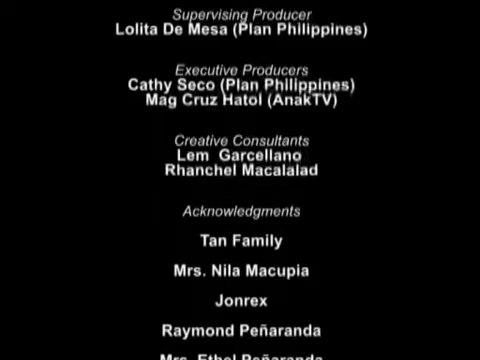 Supervising Producer
Lolita De Mesa (Plan Philippines)
Executive Producers
Cathy Seco (Plan Philippines)
Mag Cruz Hatol (AnakTV)
Creative Consultants
Lem Garcellano
Rhanchel Macalalad
Acknowledgments
Tan Family
Mrs. Nila Macupia
Jonrex
Raymond Peñaranda
Mrs. Ethel Peñaranda